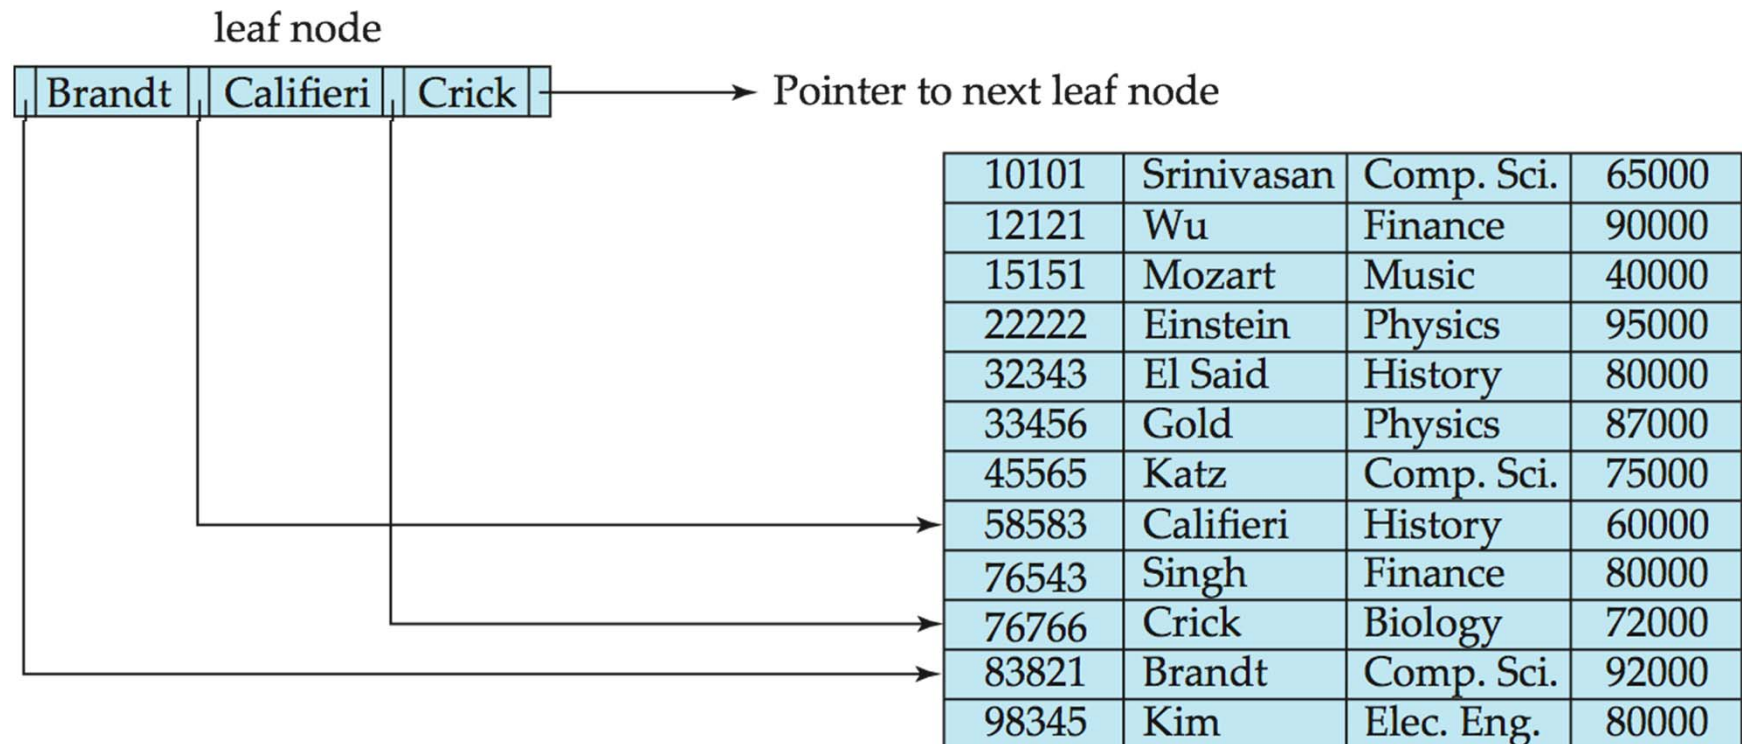 leaf node
Brandt Califieri Crick Pointer to next leaf node
10101 Srinivasan Comp. Sci. 65000
12121 Wu Finance 90000
15151 Mozart Music 40000
22222 Einstein Physics 95000
32343 El Said History 80000
33456 Gold Physics 87000
45565 Katz Comp. Sci. 75000
58583 Califieri History 60000
76543 Singh Finance 80000
76766 Crick Biology 72000
83821 Brandt Comp. Sci. 92000
98345 Kim Elec. Eng. 80000